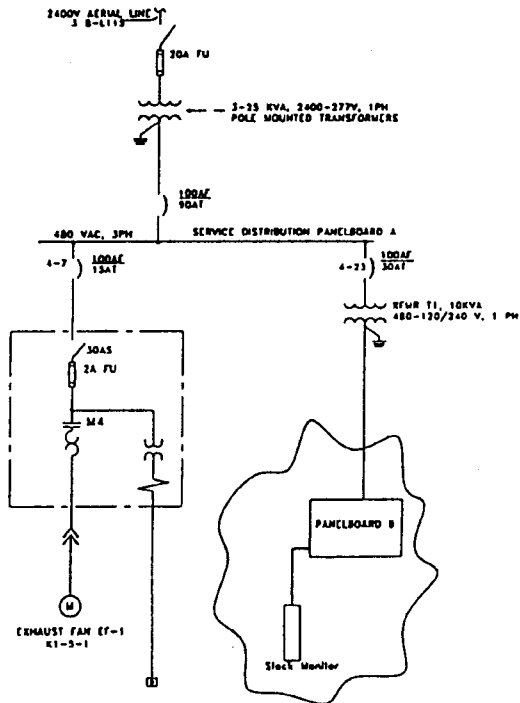 2400V AERIAL LINE
3 8-L112
20A FU
3-25 KVA, 2400-277V, 1PH
POLE MOUNTED TRANSFORMERS
100AF
90AT
480 VAC, 3PH
SERVICE DISTRIBUTION PANELBOARD A
4-7
100AF
15AT
4-23
100AF
30AT
XFMR T1, 10KVA
480-120/240 V, 1 PH
30AS
2A FU
M4
PANELBOARD B
M
EXHAUST FAN EF-1
K1-5-1
Stack Monitor